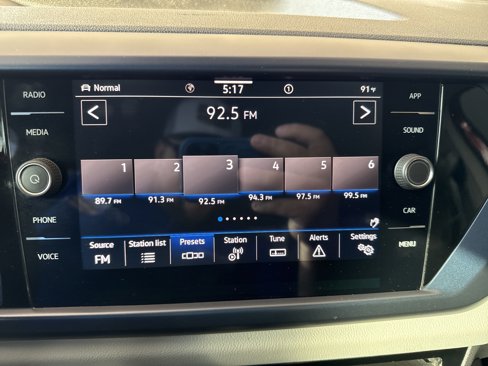 RADIO
MEDIA
PHONE
VOICE
Normal 5:17 1 91°F
92.5 FM
1 2 3 4 5 6
89.7 FM 91.3 FM 92.5 FM 94.3 FM 97.5 FM 99.5 FM
Source Station list Presets Station Tune Alerts Settings
FM
APP
SOUND
CAR
MENU